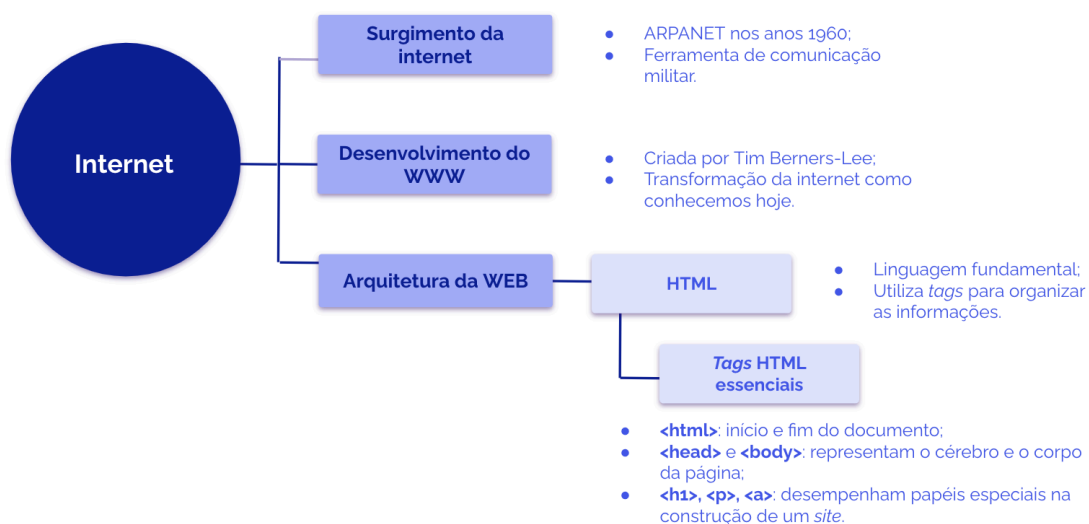 Internet
Surgimento da
internet
● ARPANET nos anos 1960;
● Ferramenta de comunicação
militar.
Desenvolvimento do
WWW
● Criada por Tim Berners-Lee;
● Transformação da internet como
conhecemos hoje.
Arquitetura da WEB
HTML
● Linguagem fundamental;
● Utiliza tags para organizar
as informações.
Tags HTML
essenciais
● <html>: início e fim do documento;
● <head> e <body>: representam o cérebro e o corpo
da página;
● <h1>, <p>, <a>: desempenham papéis especiais na
construção de um site.